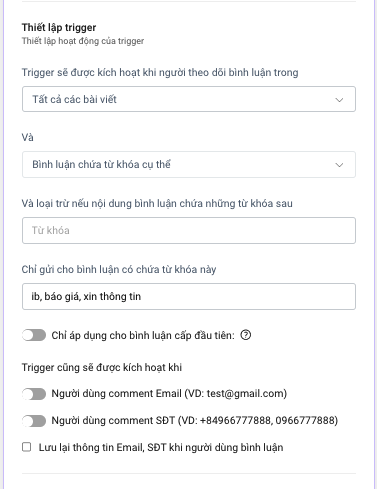 Thiết lập trigger
Thiết lập hoạt động của trigger
Trigger sẽ được kích hoạt khi người theo dõi bình luận trong
Tất cả các bài viết
Và
Bình luận chứa từ khóa cụ thể
Và loại trừ nếu nội dung bình luận chứa những từ khóa sau
Từ khóa
Chỉ gửi cho bình luận có chứa từ khóa này
ib, báo giá, xin thông tin
Chỉ áp dụng cho bình luận cấp đầu tiên: ?
Trigger cũng sẽ được kích hoạt khi
Người dùng comment Email (VD: test@gmail.com)
Người dùng comment SĐT (VD: +84966777888, 0966777888)
Lưu lại thông tin Email, SĐT khi người dùng bình luận